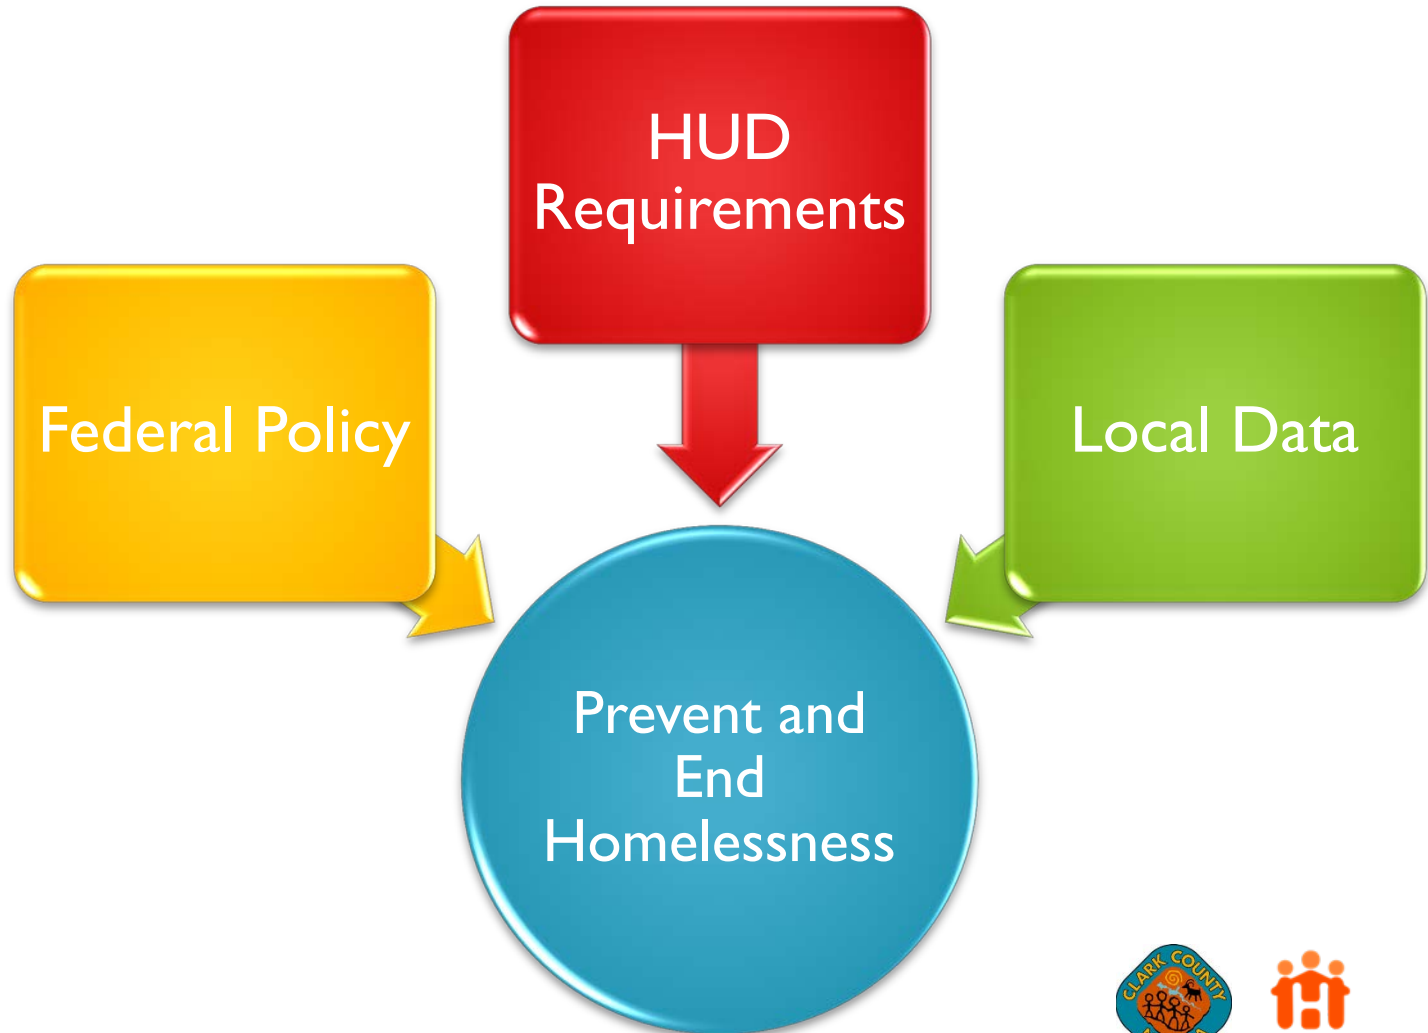 HUD
Requirements
Federal Policy
Local Data
Prevent and
End
Homelessness
CLARK COUNTY